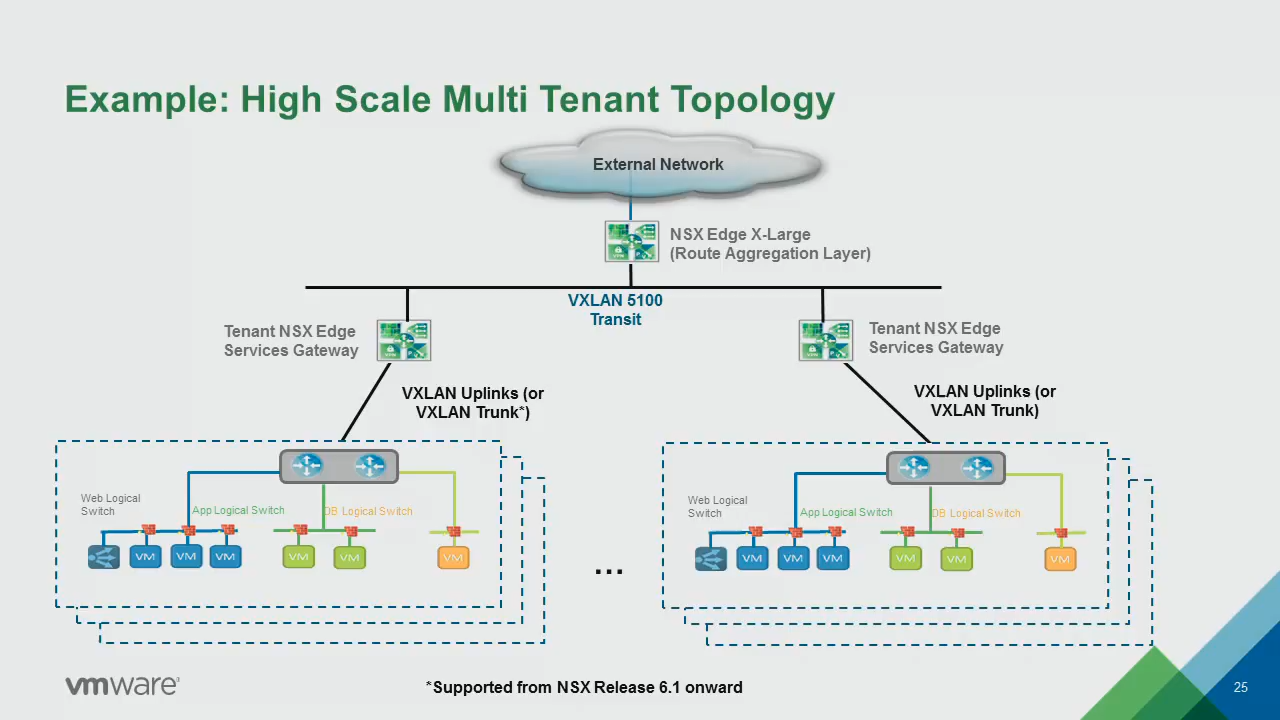 Example: High Scale Multi Tenant Topology
External Network
NSX Edge X-Large
(Route Aggregation Layer)
VXLAN 5100
Transit
Tenant NSX Edge
Services Gateway
Tenant NSX Edge
Services Gateway
VXLAN Uplinks (or
VXLAN Trunk*)
VXLAN Uplinks (or
VXLAN Trunk)
Web Logical
Switch
App Logical Switch
DB Logical Switch
VM
VM
VM
VM
VM
VM
...
Web Logical
Switch
App Logical Switch
DB Logical Switch
VM
VM
VM
VM
VM
VM
vmware
*Supported from NSX Release 6.1 onward
25